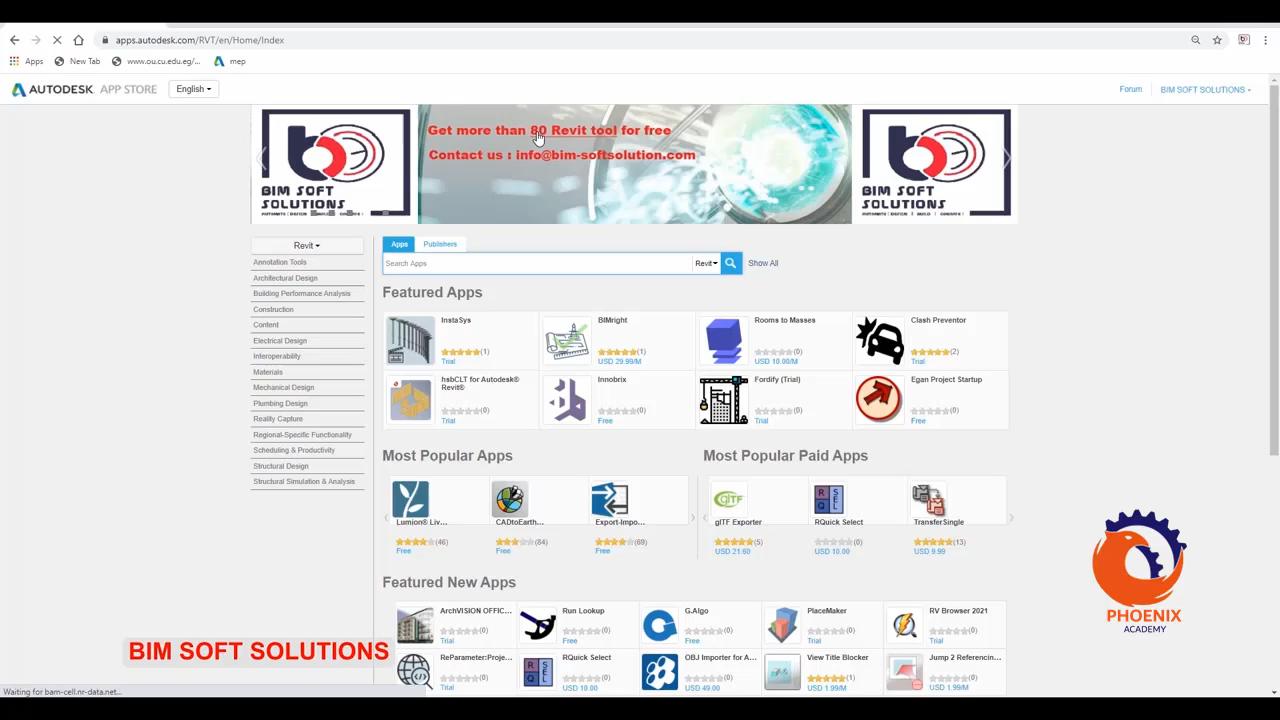 apps.autodesk.com/RVT/en/Home/Index
Apps
New Tab
www.ou.cu.edu.eg/...
mep
AUTODESK APP STORE
English
Forum
BIM SOFT SOLUTIONS
Get more than 80 Revit tool for free
Contact us : info@bim-softsolution.com
BIM SOFT
SOLUTIONS
BIM SOFT
SOLUTIONS
Revit
Annotation Tools
Architectural Design
Building Performance Analysis
Construction
Content
Electrical Design
Interoperability
Materials
Mechanical Design
Plumbing Design
Reality Capture
Regional-Specific Functionality
Scheduling & Productivity
Structural Design
Structural Simulation & Analysis
Apps
Publishers
Search Apps
Revit
Show All
Featured Apps
InstaSys
(1)
Trial
BIMright
(1)
USD 29.99/M
Rooms to Masses
(0)
USD 10.00/M
Clash Preventor
(2)
Trial
hsbCLT for Autodesk®
Revit®
(0)
Trial
Innobrix
(0)
Free
Fordify (Trial)
(0)
Trial
Egan Project Startup
(0)
Free
Most Popular Apps
Lumion® Liv...
(46)
Free
CADtoEarth...
(84)
Free
Export-Impo...
(69)
Free
Most Popular Paid Apps
glTF
glTF Exporter
(5)
USD 21.60
RQuick Select
(0)
USD 10.00
TransferSingle
(13)
USD 9.99
Featured New Apps
ArchVISION OFFIC...
(0)
Trial
Run Lookup
(0)
Free
G.Algo
(0)
Free
PlaceMaker
(0)
Trial
RV Browser 2021
(0)
Trial
ReParameter:Proje...
(0)
Trial
RQuick Select
(0)
USD 10.00
OBJ Importer for A...
(0)
USD 49.00
View Title Blocker
(1)
USD 1.99/M
Jump 2 Referencin...
(0)
USD 1.99/M
PHOENIX
ACADEMY
BIM SOFT SOLUTIONS
Waiting for bam-cell.nr-data.net...